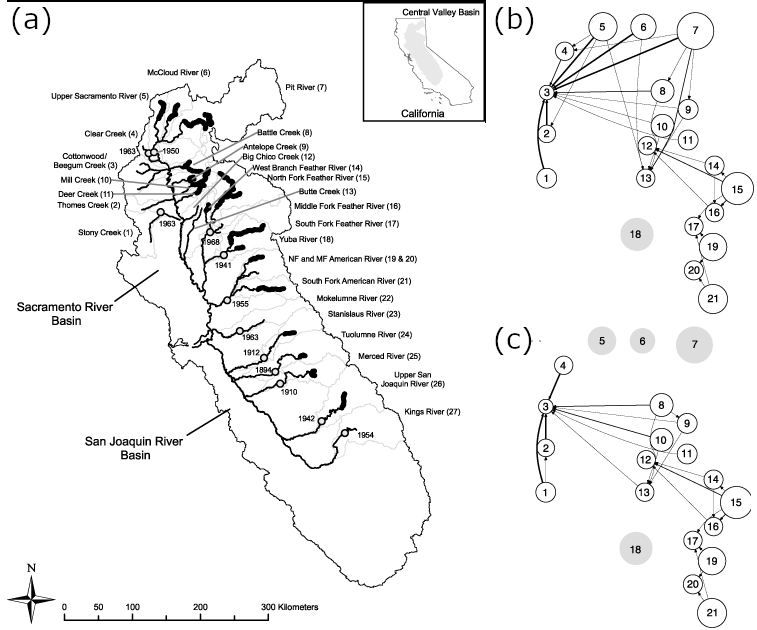 (a)
Central Valley Basin
California
McCloud River (6)
Pit River (7)
Upper Sacramento River (5)
Clear Creek (4)
1963
1950
Battle Creek (8)
Antelope Creek (9)
Big Chico Creek (12)
Cottonwood/
Beegum Creek (3)
West Branch Feather River (14)
North Fork Feather River (15)
Mill Creek (10)
Deer Creek (11)
Butte Creek (13)
Thomes Creek (2)
Middle Fork Feather River (16)
1963
South Fork Feather River (17)
Stony Creek (1)
1968
Yuba River (18)
1941
NF and MF American River (19 & 20)
South Fork American River (21)
1955
Mokelumne River (22)
Sacramento River
Basin
Stanislaus River (23)
1963
Tuolumne River (24)
1912
Merced River (25)
1894
Upper San
Joaquin River
(26)
1910
Kings River (27)
1942
1954
San Joaquin River
Basin
N
0 50 100 200 300 Kilometers
(b)
5
6
7
4
3
8
9
2
10
11
12
1
13
14
15
16
17
18
19
20
21
(c)
5
6
7
4
3
8
9
2
10
11
12
1
13
14
15
16
17
18
19
20
21